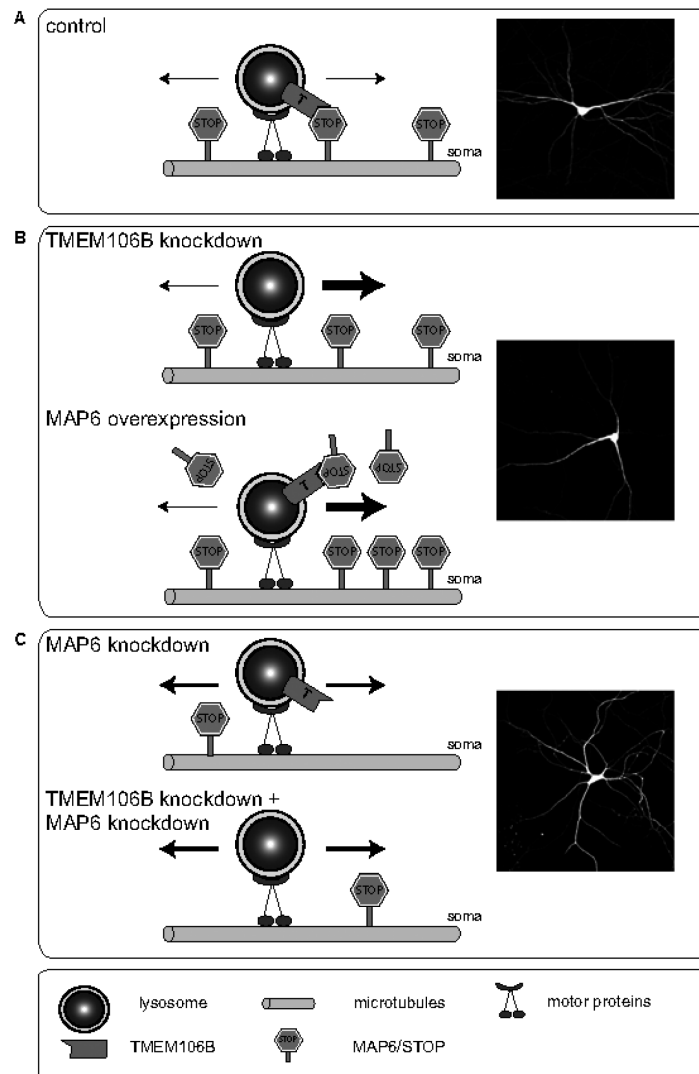 A
control
T
STOP
STOP
STOP
soma
B
TMEM106B knockdown
STOP
STOP
STOP
soma
MAP6 overexpression
STOP
T
STOP
STOP
STOP
STOP
STOP
STOP
soma
C
MAP6 knockdown
T
STOP
soma
TMEM106B knockdown +
MAP6 knockdown
STOP
soma
lysosome
microtubules
motor proteins
TMEM106B
STOP
MAP6/STOP